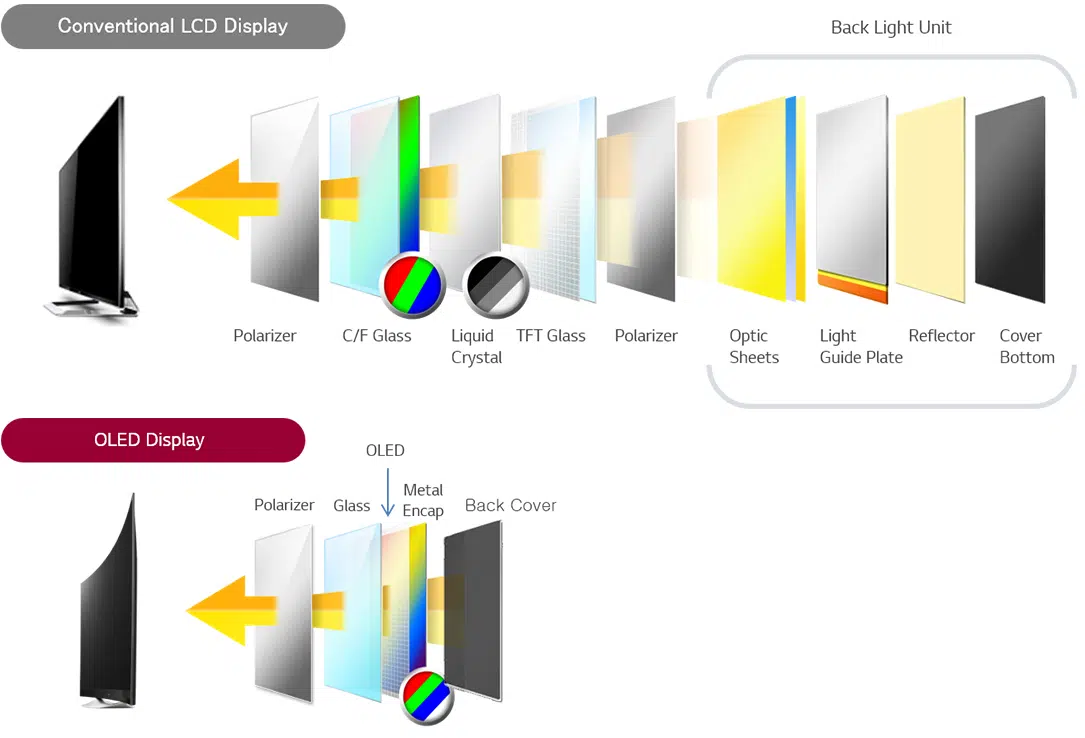 Conventional LCD Display
Back Light Unit
Polarizer
C/F Glass
Liquid
Crystal
TFT Glass
Polarizer
Optic
Sheets
Light
Guide Plate
Reflector
Cover
Bottom
OLED Display
OLED
Polarizer
Glass
Metal
Encap
Back Cover